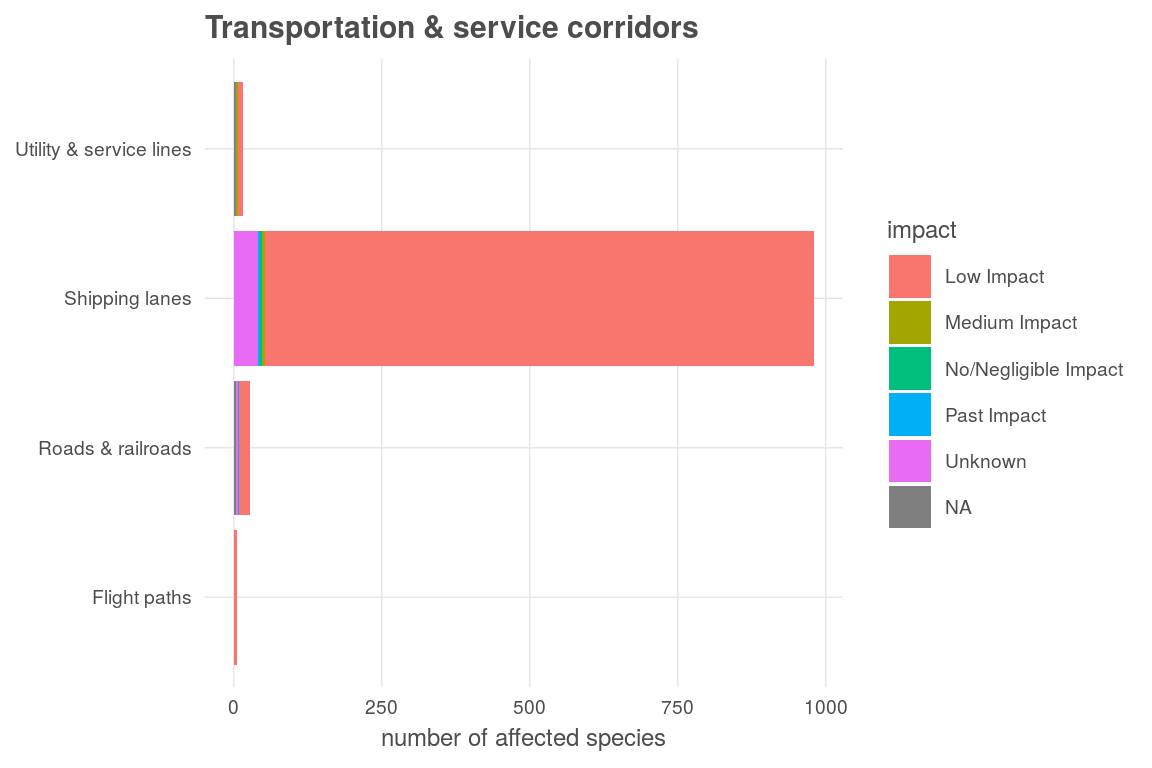 Transportation & service corridors
Utility & service lines
Shipping lanes
Roads & railroads
Flight paths
0 250 500 750 1000
number of affected species
impact
Low Impact
Medium Impact
No/Negligible Impact
Past Impact
Unknown
NA